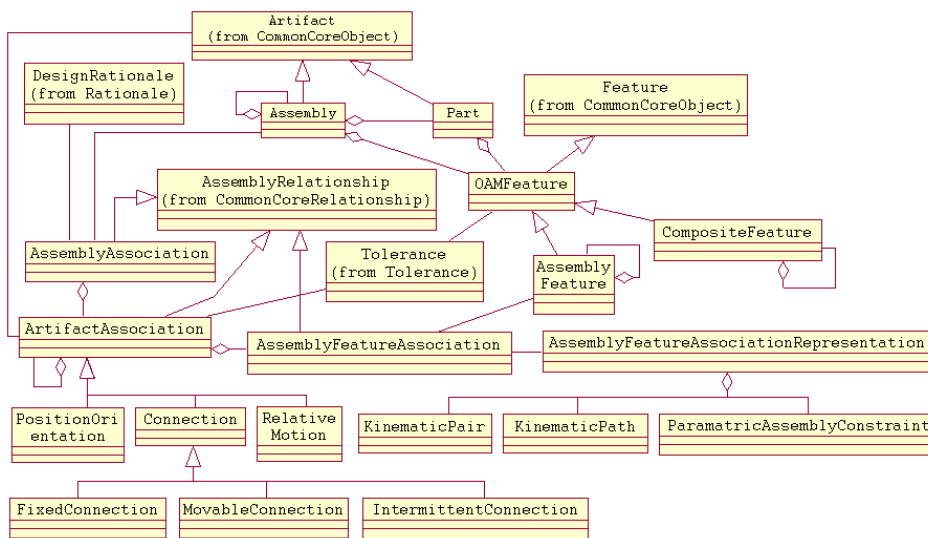 Artifact
(from CommonCoreObject)
DesignRationale
(from Rationale)
Feature
(from CommonCoreObject)
Assembly
Part
AssemblyRelationship
(from CommonCoreRelationship)
OAMFeature
CompositeFeature
AssemblyAssociation
Tolerance
(from Tolerance)
Assembly
Feature
ArtifactAssociation
AssemblyFeatureAssociation
AssemblyFeatureAssociationRepresentation
PositionOri
entation
Connection
Relative
Motion
KinematicPair
KinematicPath
ParamatricAssemblyConstraint
FixedConnection
MovableConnection
IntermittentConnection